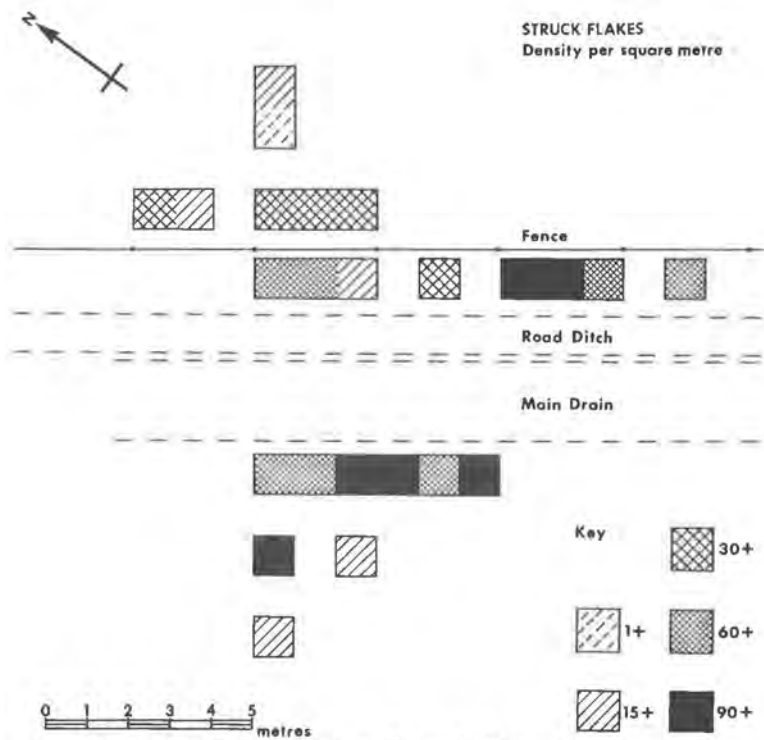 N
STRUCK FLAKES
Density per square metre
Fence
Road Ditch
Main Drain
Key
30+
1+
60+
15+
90+
0 1 2 3 4 5
metres